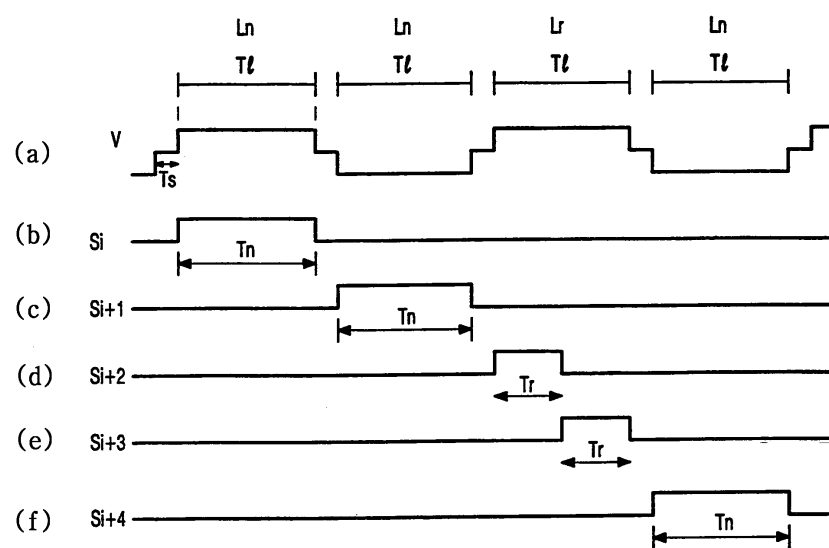 Ln Ln Lr Ln
Tℓ Tℓ Tℓ Tℓ
(a) V
Ts
(b) Si
Tn
(c) Si+1
Tn
(d) Si+2
Tr
(e) Si+3
Tr
(f) Si+4
Tn